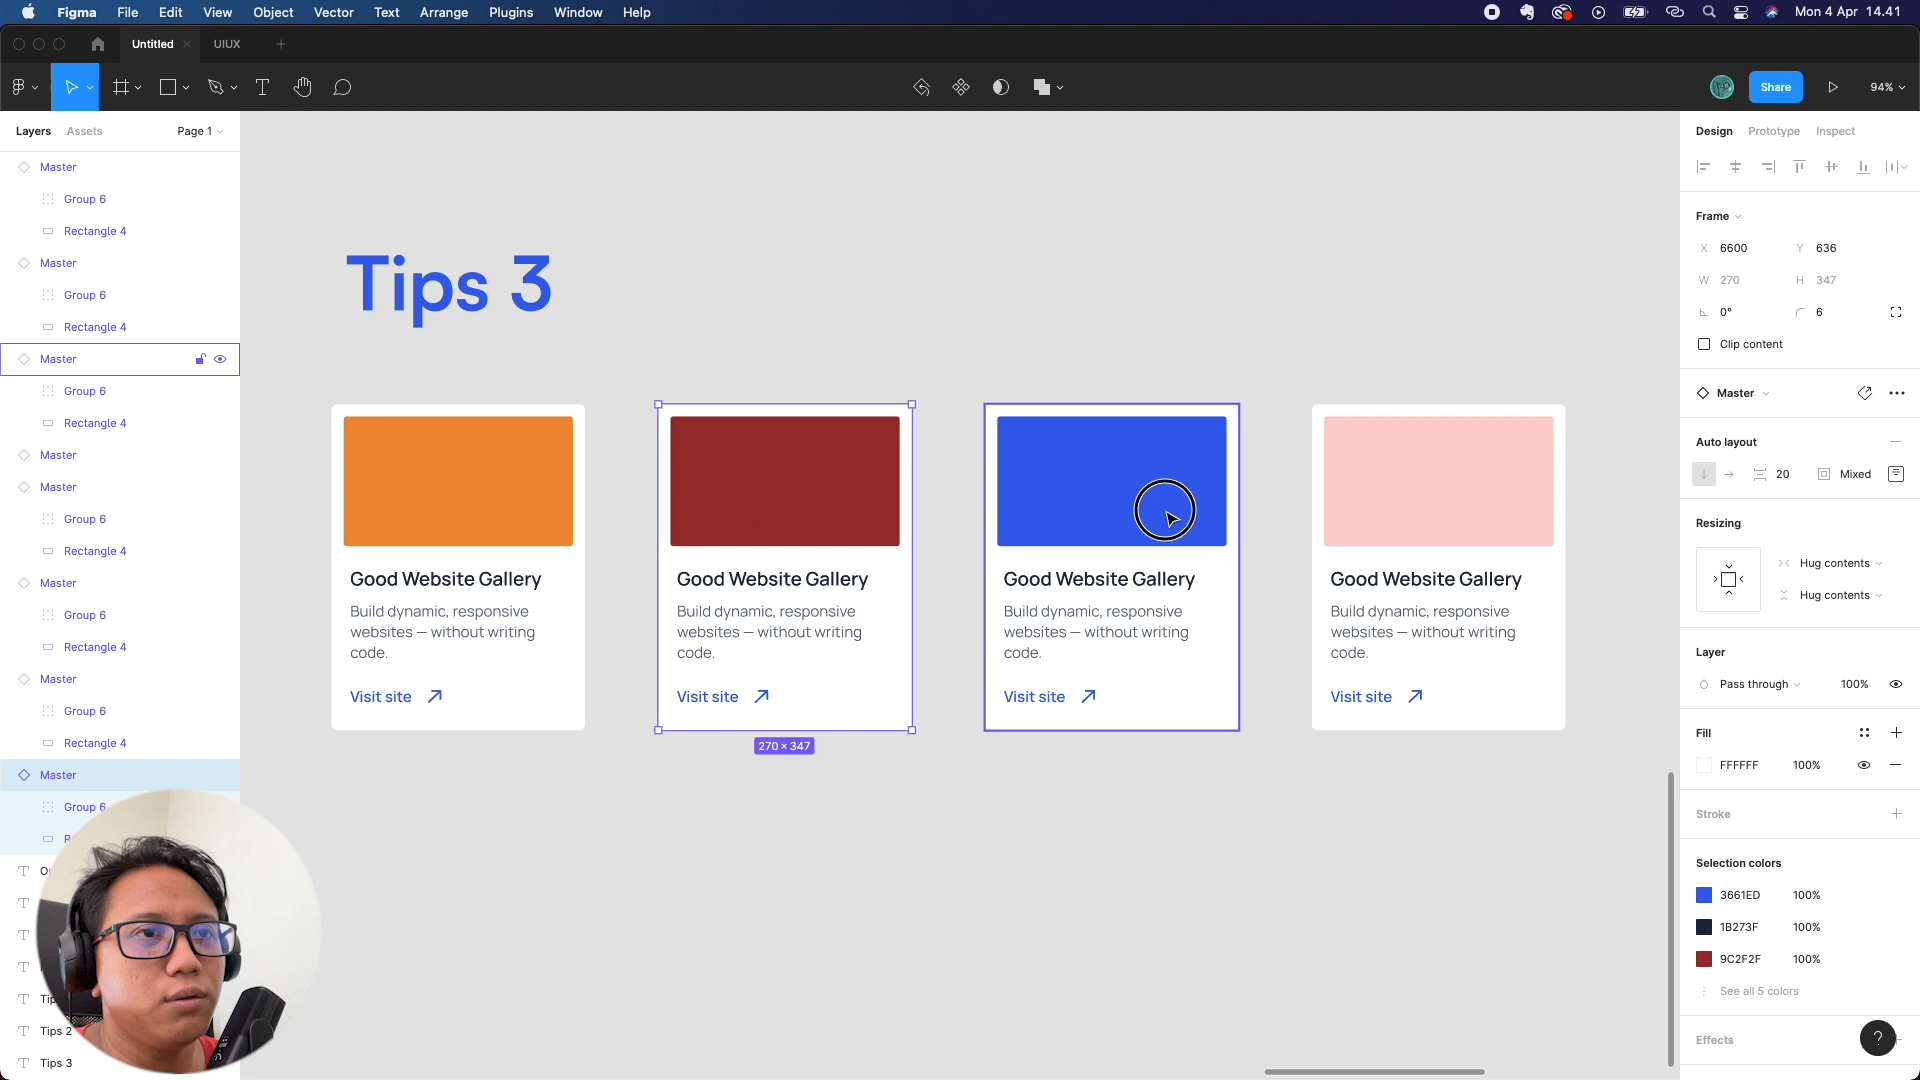 Figma File Edit View Object Vector Text Arrange Plugins Window Help Mon 4 Apr 14.41
Untitled UIUX
Share 94%
Layers Assets Page 1
Master
Group 6
Rectangle 4
Master
Group 6
Rectangle 4
Master
Group 6
Rectangle 4
Master
Master
Group 6
Rectangle 4
Master
Group 6
Rectangle 4
Master
Group 6
Rectangle 4
Master
Group 6
Tips 2
Tips 3
Tips 3
Good Website Gallery
Build dynamic, responsive
websites — without writing
code.
Visit site
Good Website Gallery
Build dynamic, responsive
websites — without writing
code.
Visit site
270 × 347
Good Website Gallery
Build dynamic, responsive
websites — without writing
code.
Visit site
Good Website Gallery
Build dynamic, responsive
websites — without writing
code.
Visit site
Design Prototype Inspect
Frame
X 6600 Y 636
W 270 H 347
0° 6
Clip content
Master
Auto layout
20 Mixed
Resizing
Hug contents
Hug contents
Layer
Pass through 100%
Fill
FFFFFF 100%
Stroke
Selection colors
3661ED 100%
1B273F 100%
9C2F2F 100%
See all 5 colors
Effects
?